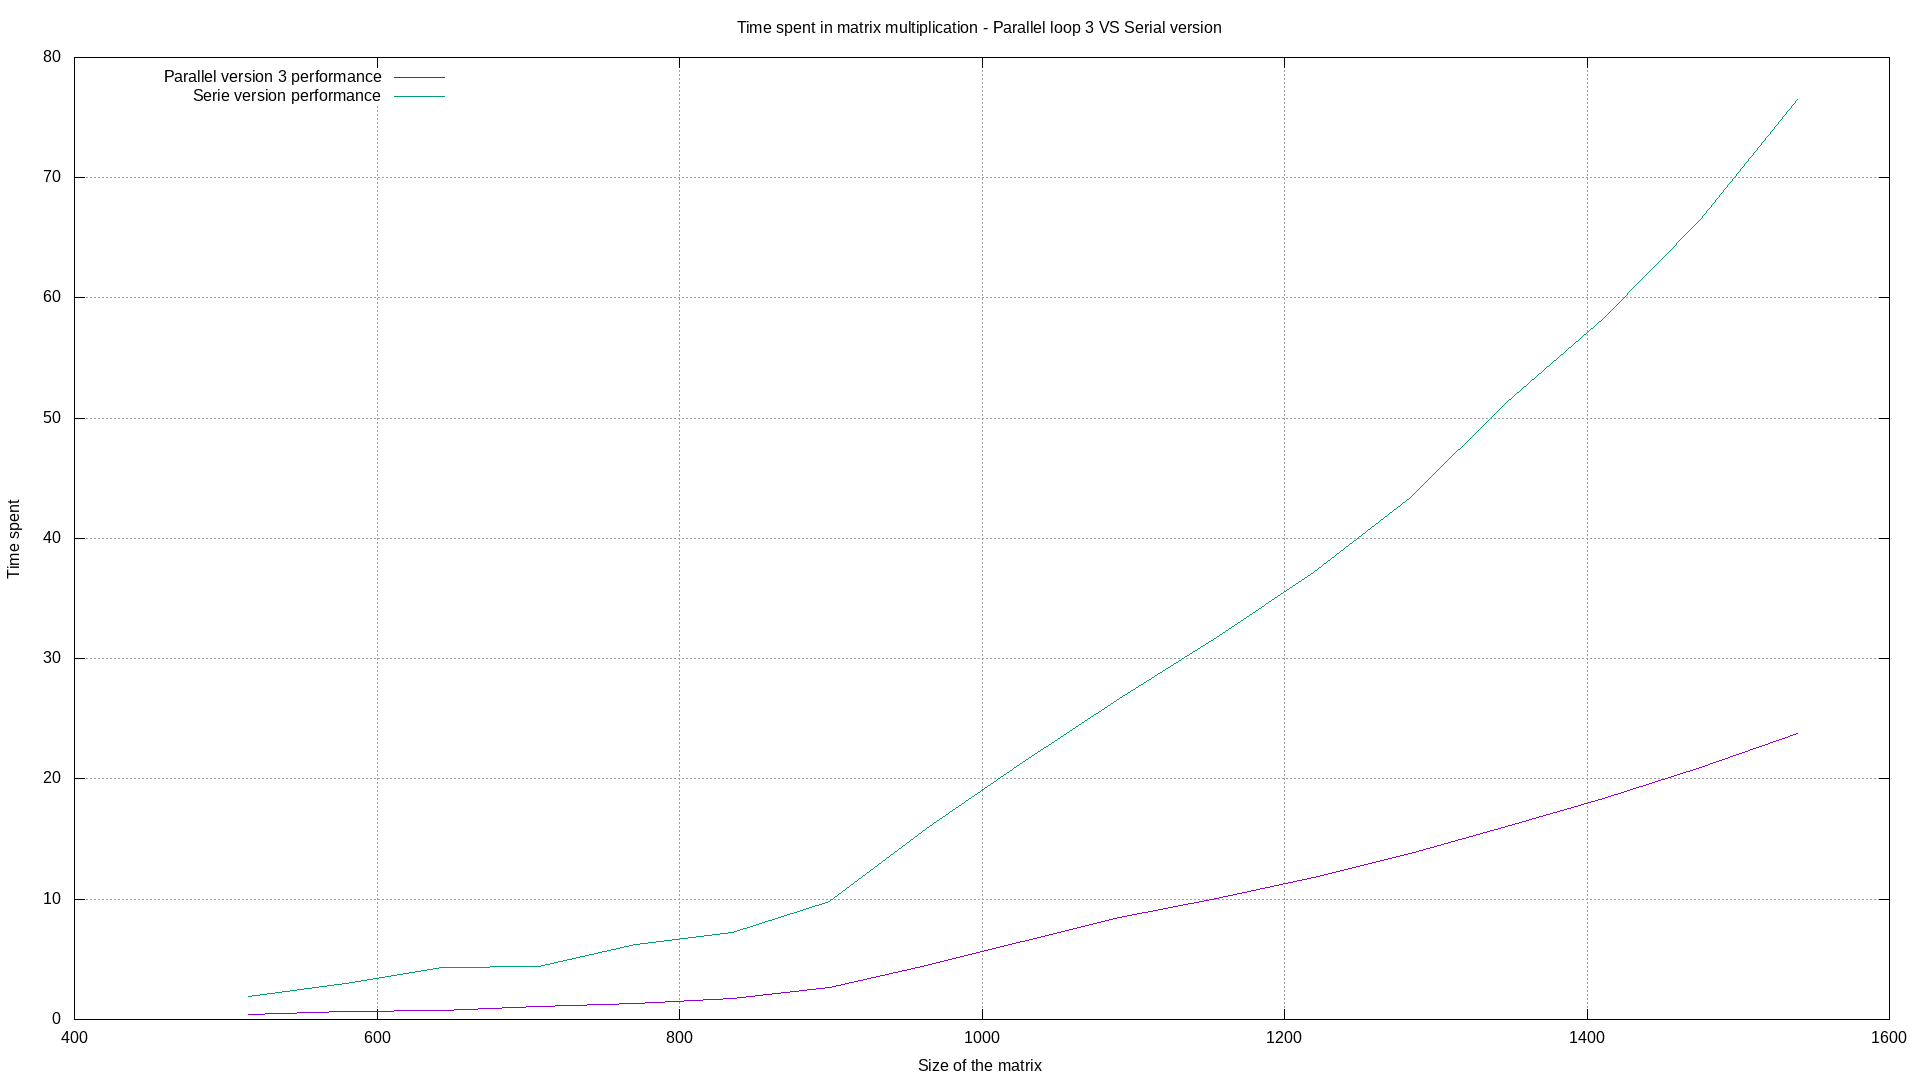 Time spent in matrix multiplication - Parallel loop 3 VS Serial version
Parallel version 3 performance
Serie version performance
80
70
60
50
40
30
20
10
0
400 600 800 1000 1200 1400 1600
Time spent
Size of the matrix